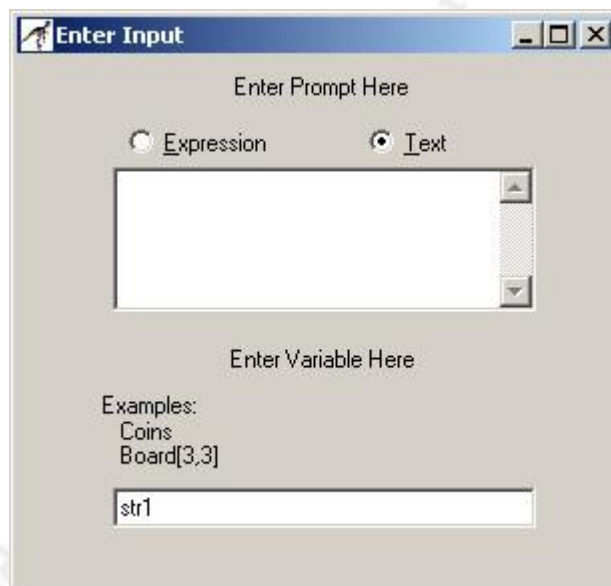 Enter Input
Enter Prompt Here
Expression Text
Enter Variable Here
Examples:
Coins
Board[3,3]
str1